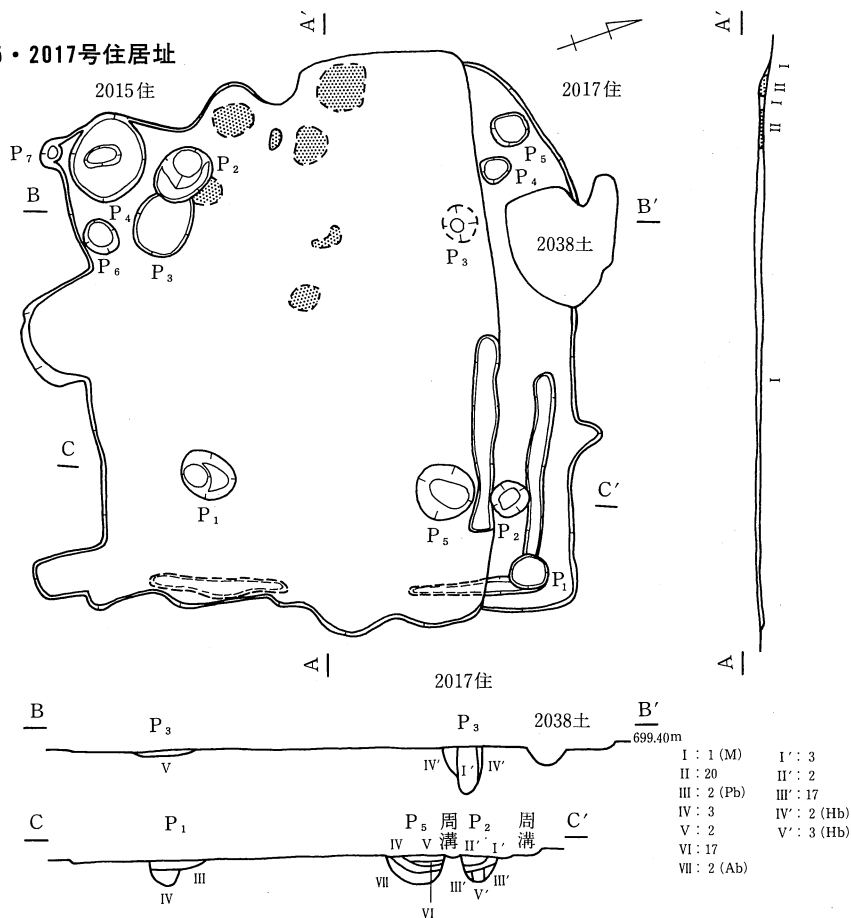 ・2017号住居址
A'
A'
2015住
2017住
I
II
I
II
P₇
P₂
P₅
P₄
B
B'
P₄
2038土
P₆
P₃
P₃
I
C
C'
P₁
P₅
P₂
P₁
A
A
2017住
B
P₃
P₃
2038土
B'
699.40m
V
IV'
I'
IV'
C
P₁
P₅
周溝
P₂
周溝
C'
IV
V
II'
I'
III
IV
VII
VI
III'
V'
III'
I : 1 (M)
II : 20
III : 2 (Pb)
IV : 3
V : 2
VI : 17
VII : 2 (Ab)
I' : 3
II' : 2
III' : 17
IV' : 2 (Hb)
V' : 3 (Hb)